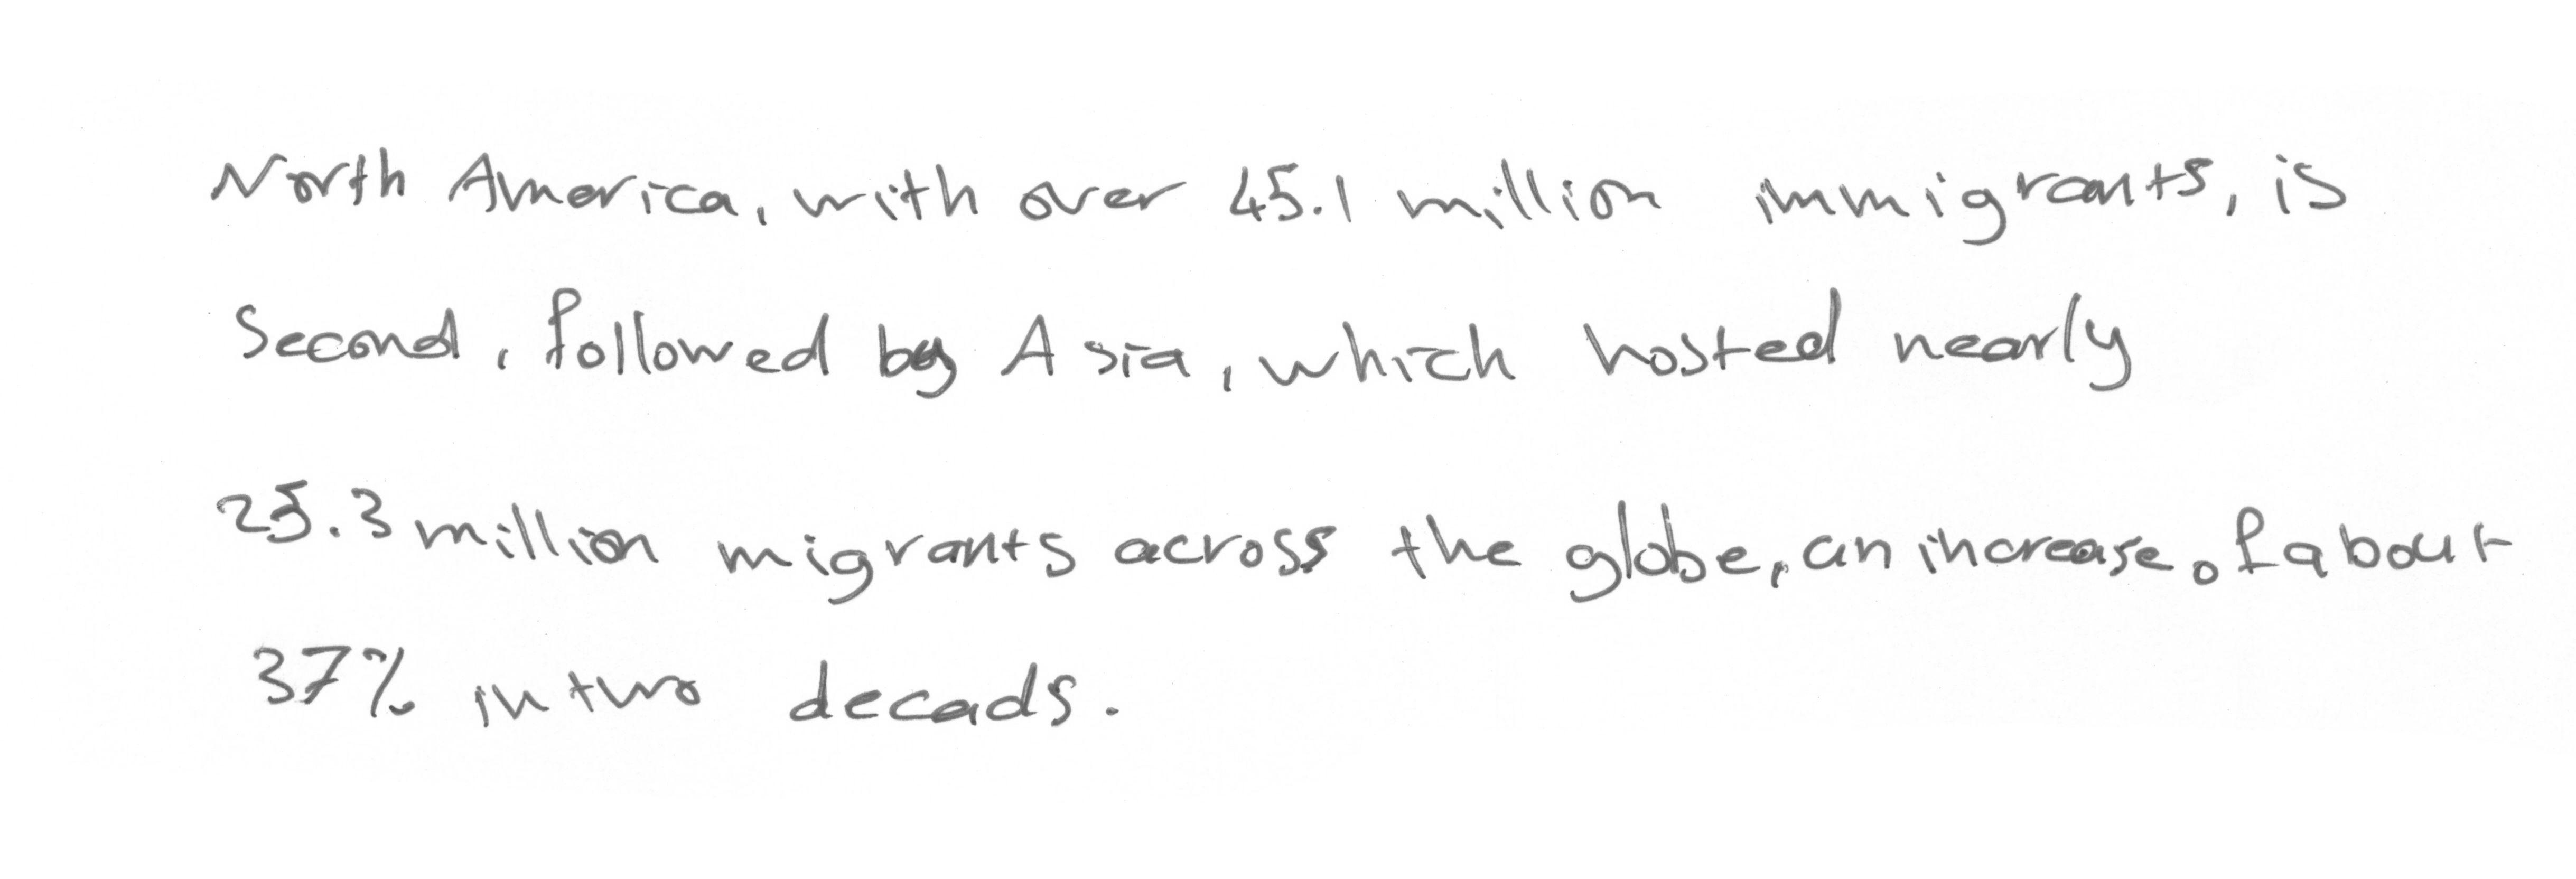 North America, with over 45.1 million immigrants, is
Second, followed by Asia, which hosted nearly
25.3 million migrants across the globe, an increase of about
37% in two decads.